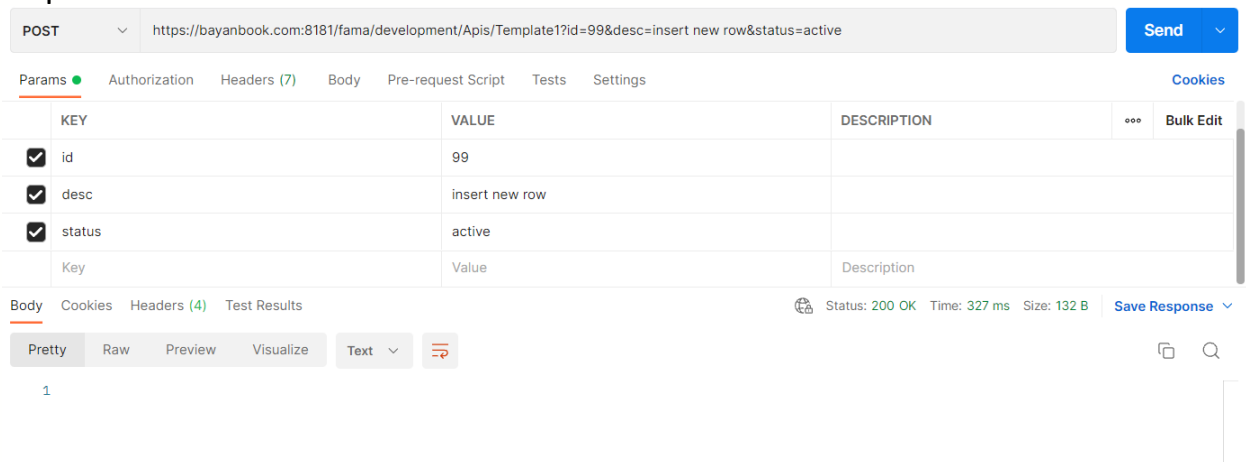 POST https://bayanbook.com:8181/fama/development/Apis/Template1?id=99&desc=insert new row&status=active Send
Params Authorization Headers (7) Body Pre-request Script Tests Settings Cookies
KEY VALUE DESCRIPTION ooo Bulk Edit
id 99
desc insert new row
status active
Key Value Description
Body Cookies Headers (4) Test Results Status: 200 OK Time: 327 ms Size: 132 B Save Response
Pretty Raw Preview Visualize Text
1